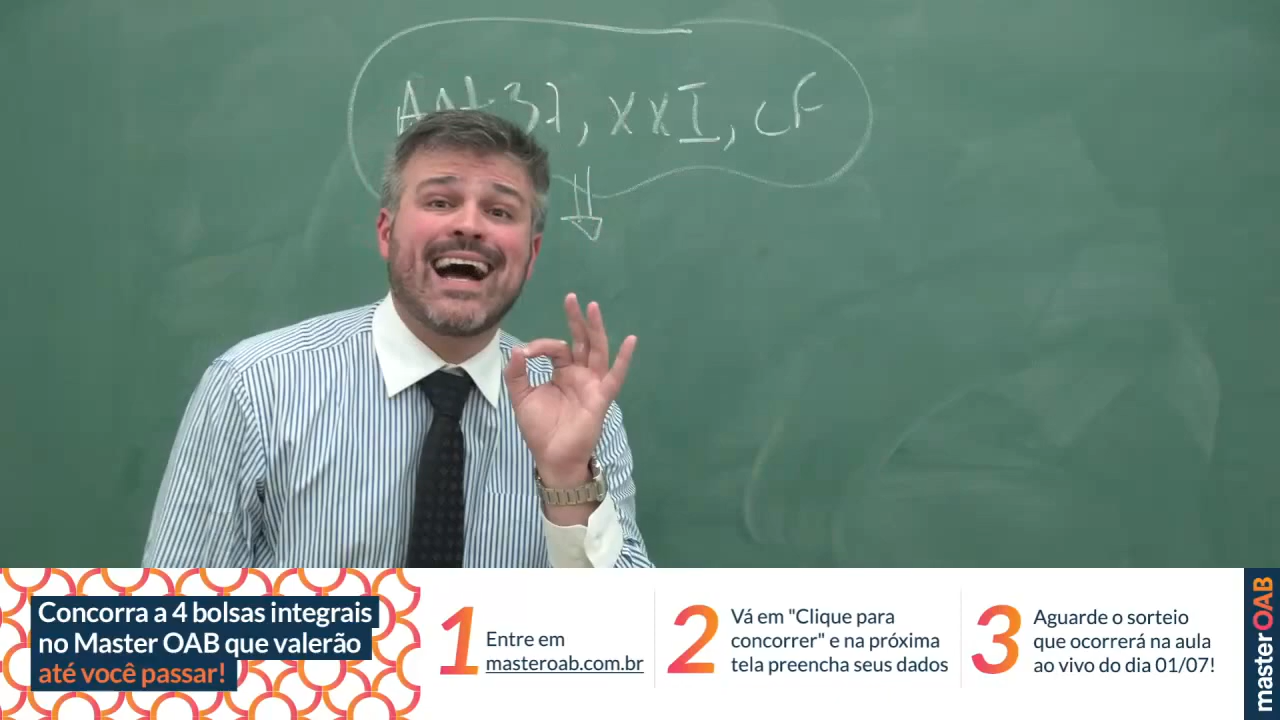 Art 37, XXI, CF
Concorra a 4 bolsas integrais
no Master OAB que valerão
até você passar!
1
Entre em
masteroab.com.br
2
Vá em "Clique para
concorrer" e na próxima
tela preencha seus dados
3
Aguarde o sorteio
que ocorrerá na aula
ao vivo do dia 01/07!
masterOAB